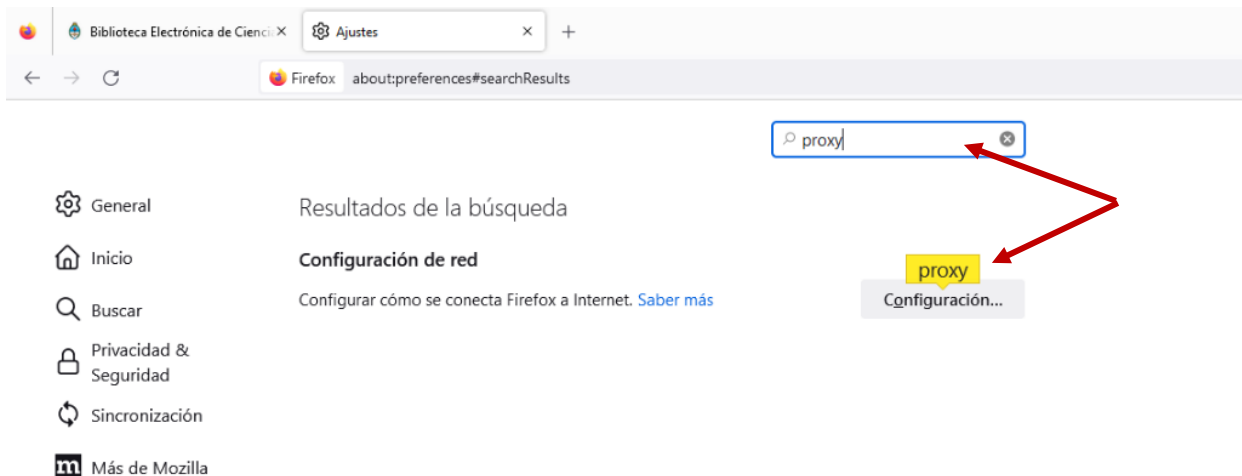 Biblioteca Electrónica de Cienci
Ajustes
Firefox about:preferences#searchResults
proxy
General
Resultados de la búsqueda
Inicio
Configuración de red
proxy
Buscar
Configurar cómo se conecta Firefox a Internet. Saber más
Configuración...
Privacidad &
Seguridad
Sincronización
m Más de Mozilla